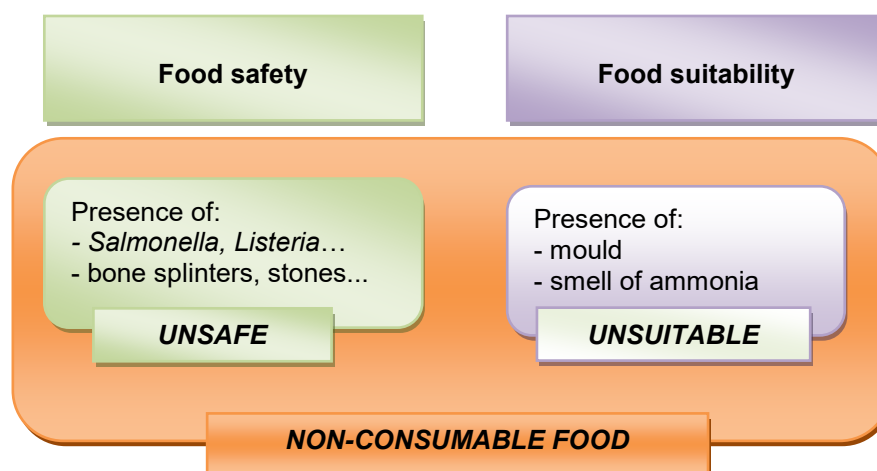 Food safety
Food suitability
Presence of:
- Salmonella, Listeria…
- bone splinters, stones...
UNSAFE
Presence of:
- mould
- smell of ammonia
UNSUITABLE
NON-CONSUMABLE FOOD